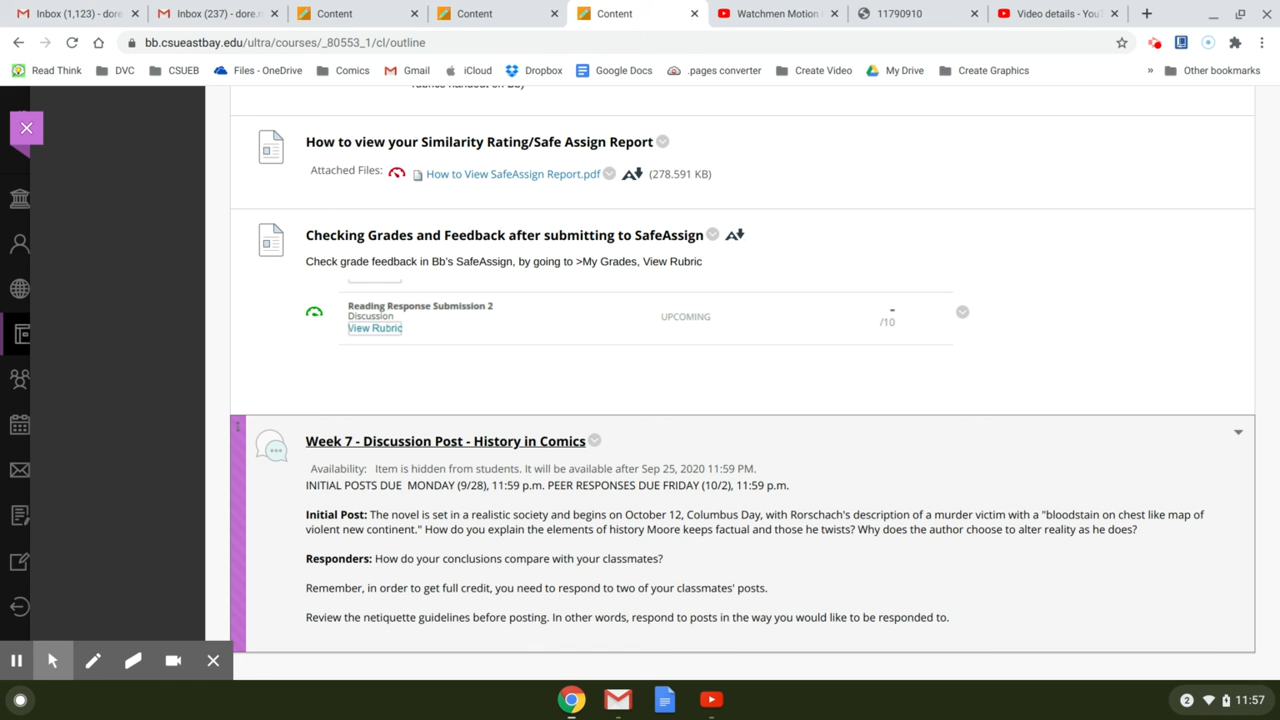 Inbox (1,123) - dore
Inbox (237) - dore.m
Content
Content
Content
Watchmen Motion
11790910
Video details - You
bb.csueastbay.edu/ultra/courses/_80553_1/cl/outline
Read Think
DVC
CSUEB
Files - OneDrive
Comics
Gmail
iCloud
Dropbox
Google Docs
.pages converter
Create Video
My Drive
Create Graphics
»
Other bookmarks
How to view your Similarity Rating/Safe Assign Report
Attached Files: How to View SafeAssign Report.pdf (278.591 KB)
Checking Grades and Feedback after submitting to SafeAssign
Check grade feedback in Bb's SafeAssign, by going to >My Grades, View Rubric
Reading Response Submission 2
Discussion
View Rubric
UPCOMING
-
/10
Week 7 - Discussion Post - History in Comics
Availability: Item is hidden from students. It will be available after Sep 25, 2020 11:59 PM.
INITIAL POSTS DUE MONDAY (9/28), 11:59 p.m. PEER RESPONSES DUE FRIDAY (10/2), 11:59 p.m.
Initial Post: The novel is set in a realistic society and begins on October 12, Columbus Day, with Rorschach's description of a murder victim with a "bloodstain on chest like map of
violent new continent." How do you explain the elements of history Moore keeps factual and those he twists? Why does the author choose to alter reality as he does?
Responders: How do your conclusions compare with your classmates?
Remember, in order to get full credit, you need to respond to two of your classmates' posts.
Review the netiquette guidelines before posting. In other words, respond to posts in the way you would like to be responded to.
2
11:57